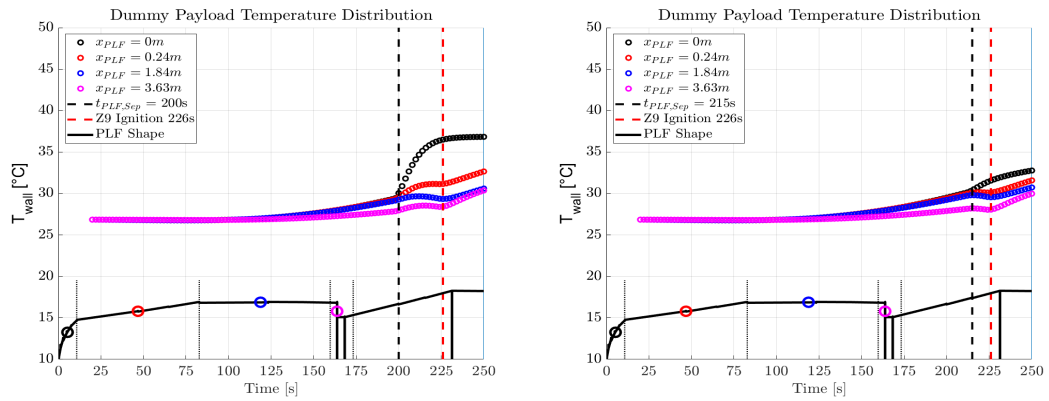 Dummy Payload Temperature Distribution
50
45
40
35
30
25
20
15
10
T_wall [°C]
x_PLF = 0m
x_PLF = 0.24m
x_PLF = 1.84m
x_PLF = 3.63m
t_PLF,Sep = 200s
Z9 Ignition 226s
PLF Shape
0 25 50 75 100 125 150 175 200 225 250
Time [s]
Dummy Payload Temperature Distribution
50
45
40
35
30
25
20
15
10
T_wall [°C]
x_PLF = 0m
x_PLF = 0.24m
x_PLF = 1.84m
x_PLF = 3.63m
t_PLF,Sep = 215s
Z9 Ignition 226s
PLF Shape
0 25 50 75 100 125 150 175 200 225 250
Time [s]